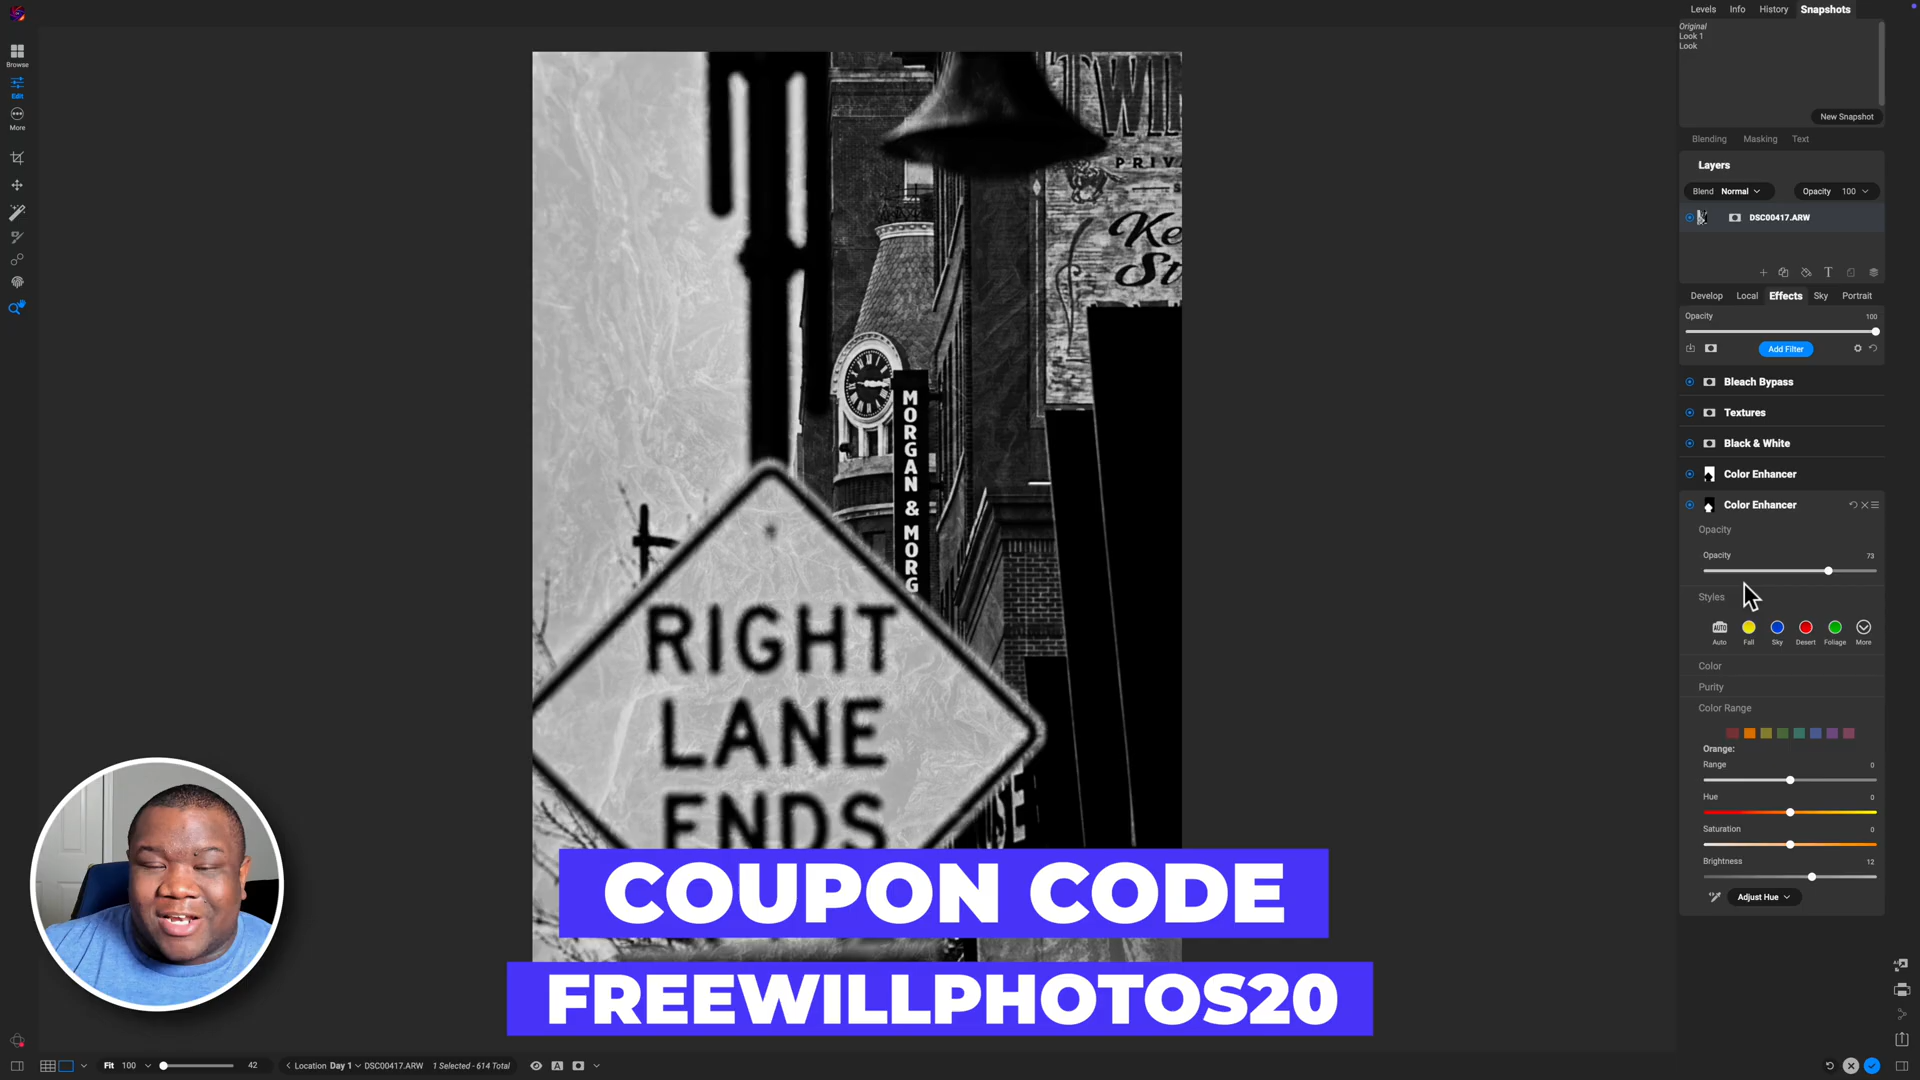 Levels Info History Snapshots
Original
Look 1
Look
New Snapshot
Blending Masking Text
Layers
Blend Normal Opacity 100
DSC00417.ARW
Develop Local Effects Sky Portrait
Opacity 100
Add Filter
Bleach Bypass
Textures
Black & White
Color Enhancer
Color Enhancer
Opacity
Opacity 73
Styles
AUTO
Auto Fall Sky Desert Foliage More
Color
Purity
Color Range
Orange:
Range 0
Hue 0
Saturation 0
Brightness 12
Adjust Hue
Browse
Edit
More
PRIV
Ke
St
MORGAN & MORG
RIGHT
LANE
ENDS
COUPON CODE
FREEWILLPHOTOS20
Fit 100 42 Location Day 1 DSC00417.ARW 1 Selected - 614 Total